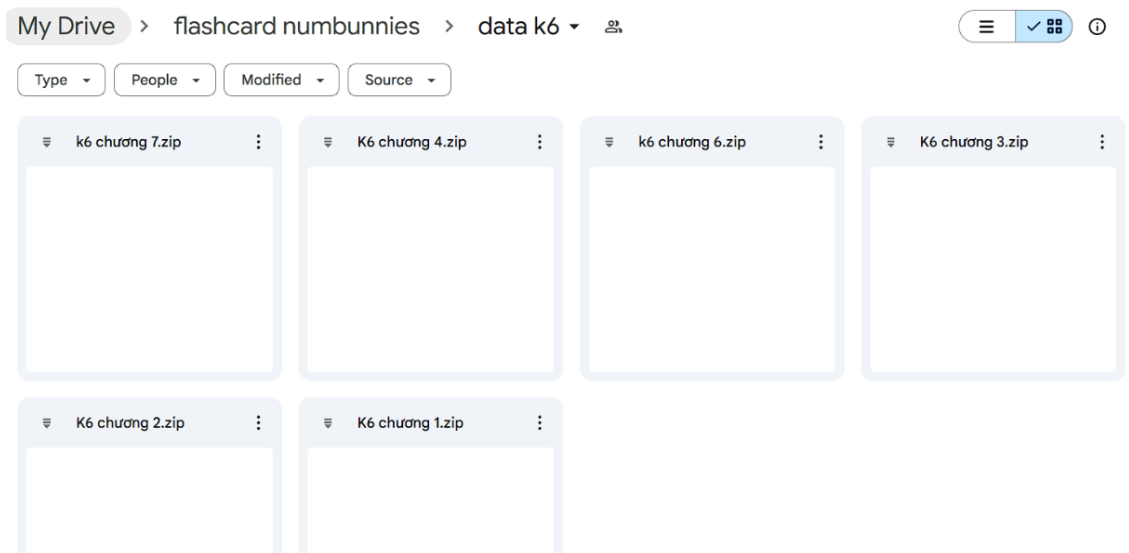 My Drive > flashcard numbunnies > data k6
Type People Modified Source
k6 chương 7.zip
K6 chương 4.zip
k6 chương 6.zip
K6 chương 3.zip
K6 chương 2.zip
K6 chương 1.zip